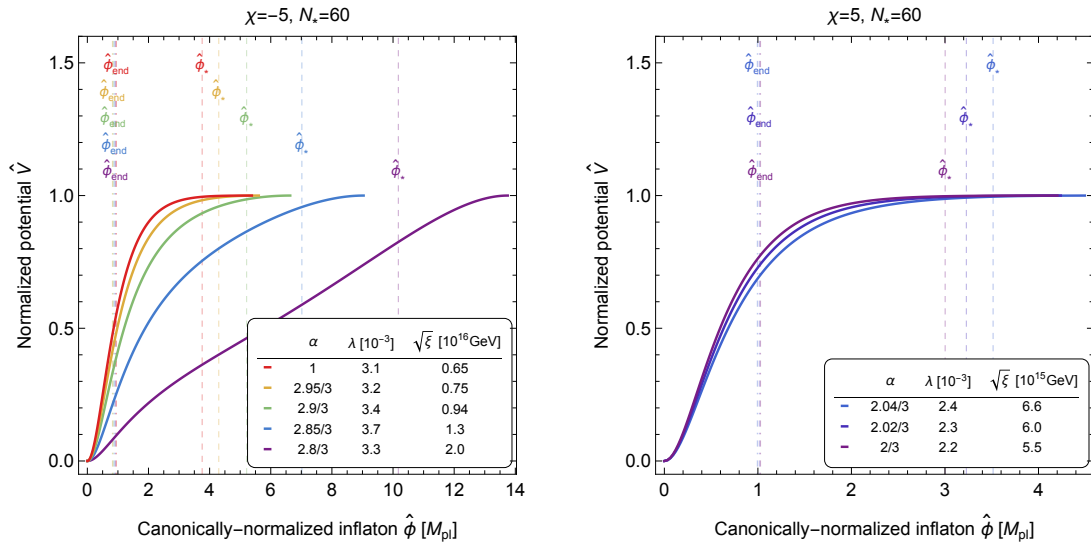 χ=−5, N⋆=60
Normalized potential V̂
1.5
1.0
0.5
0.0
ϕ̂end
ϕ̂end
ϕ̂end
ϕ̂end
ϕ̂end
ϕ̂⋆
ϕ̂⋆
ϕ̂⋆
ϕ̂⋆
ϕ̂⋆
α λ [10⁻³] √ξ [10¹⁶GeV]
1 3.1 0.65
2.95/3 3.2 0.75
2.9/3 3.4 0.94
2.85/3 3.7 1.3
2.8/3 3.3 2.0
0 2 4 6 8 10 12 14
Canonically−normalized inflaton ϕ̂ [Mpl]
χ=5, N⋆=60
Normalized potential V̂
1.5
1.0
0.5
0.0
ϕ̂end ϕ̂⋆
ϕ̂end ϕ̂⋆
ϕ̂end ϕ̂⋆
α λ [10⁻³] √ξ [10¹⁵GeV]
2.04/3 2.4 6.6
2.02/3 2.3 6.0
2/3 2.2 5.5
0 1 2 3 4
Canonically−normalized inflaton ϕ̂ [Mpl]